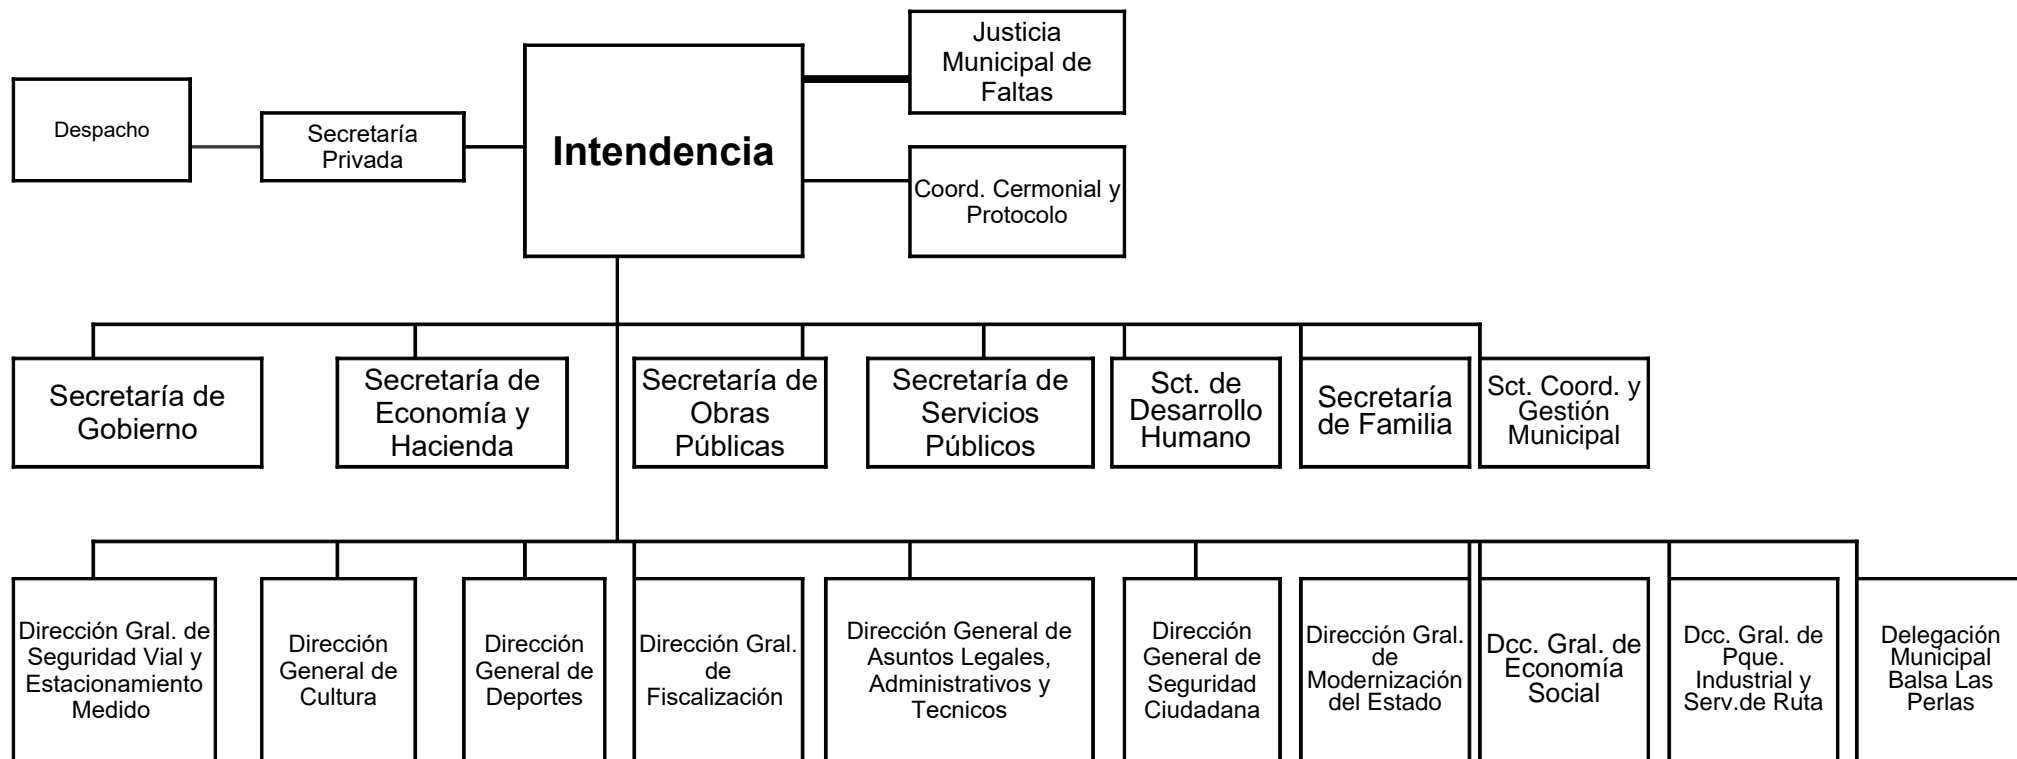 Justicia
Municipal de
Faltas
Despacho
Secretaría
Privada
Intendencia
Coord. Cermonial y
Protocolo
Secretaría de
Gobierno
Secretaría de
Economía y
Hacienda
Secretaría de
Obras
Públicas
Secretaría de
Servicios
Públicos
Sct. de
Desarrollo
Humano
Secretaría
de Familia
Sct. Coord. y
Gestión
Municipal
Dirección Gral. de
Seguridad Vial y
Estacionamiento
Medido
Dirección
General de
Cultura
Dirección
General de
Deportes
Dirección Gral.
de
Fiscalización
Dirección General de
Asuntos Legales,
Administrativos y
Tecnicos
Dirección
General de
Seguridad
Ciudadana
Dirección Gral.
de
Modernización
del Estado
Dcc. Gral. de
Economía
Social
Dcc. Gral. de
Pque.
Industrial y
Serv.de Ruta
Delegación
Municipal
Balsa Las
Perlas